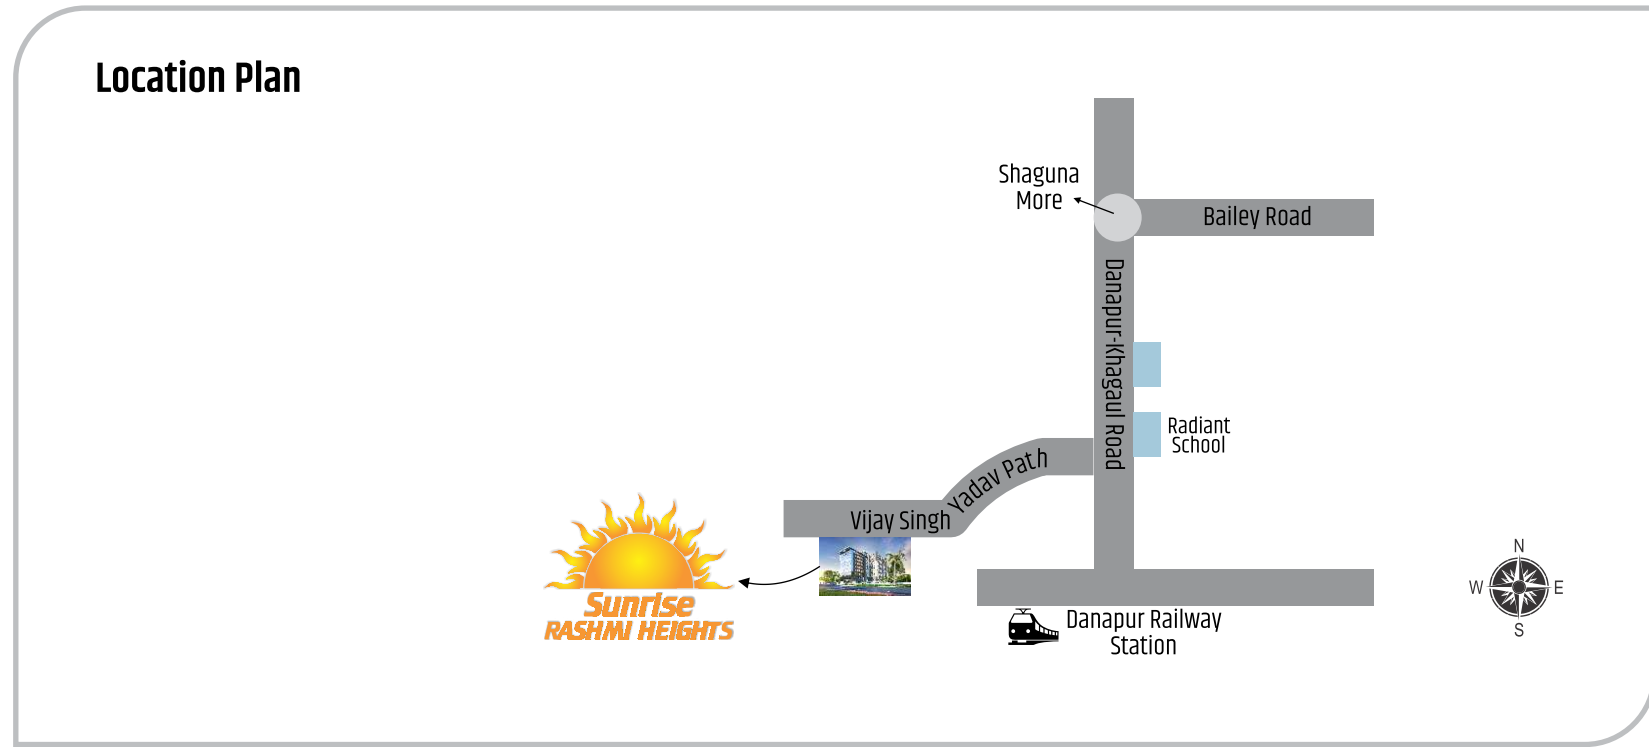 Location Plan
Shaguna
More
Bailey Road
Danapur-Khagaul Road
Radiant
School
Vijay Singh Yadav Path
Sunrise
RASHMI HEIGHTS
Danapur Railway
Station
N
W E
S